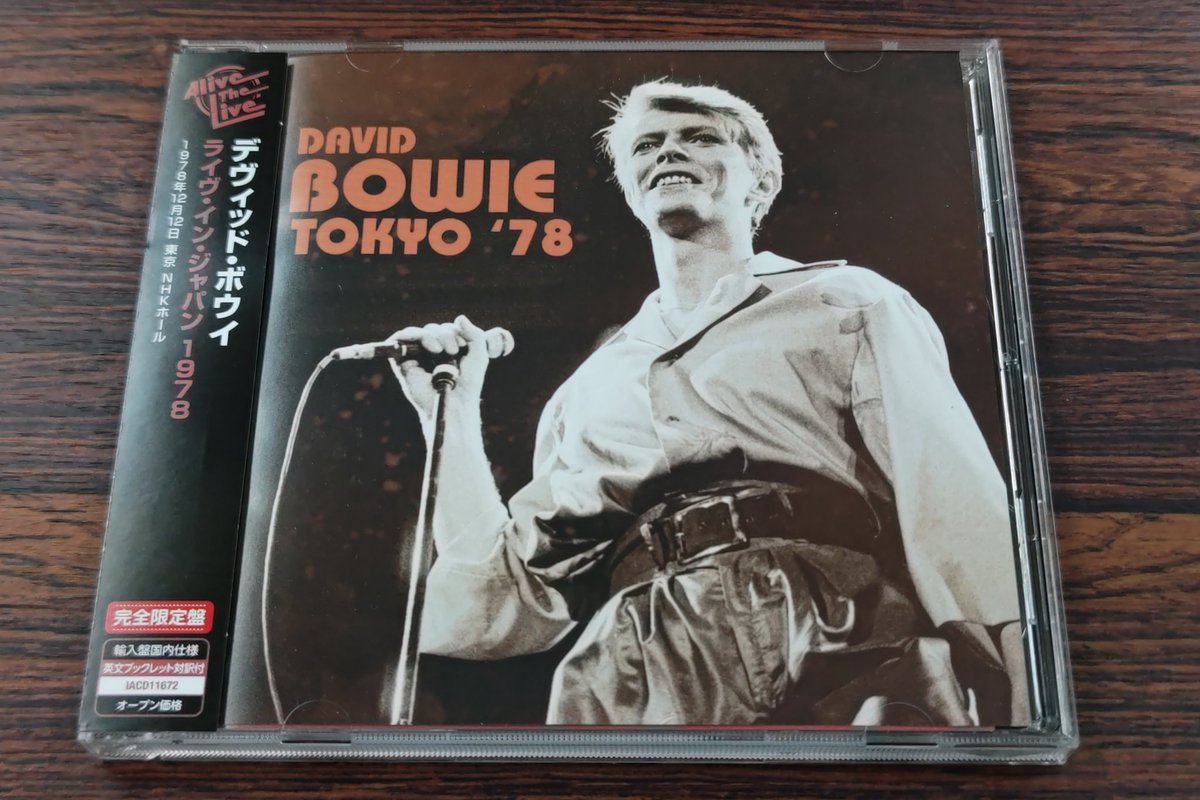 Alive
The
Live
デヴィッド・ボウイ
ライヴ・イン・ジャパン 1978
1978年12月12日 東京 NHKホール
完全限定盤
輸入盤国内仕様
英文ブックレット対訳付
IACD11672
オープン価格
DAVID
BOWIE
TOKYO '78